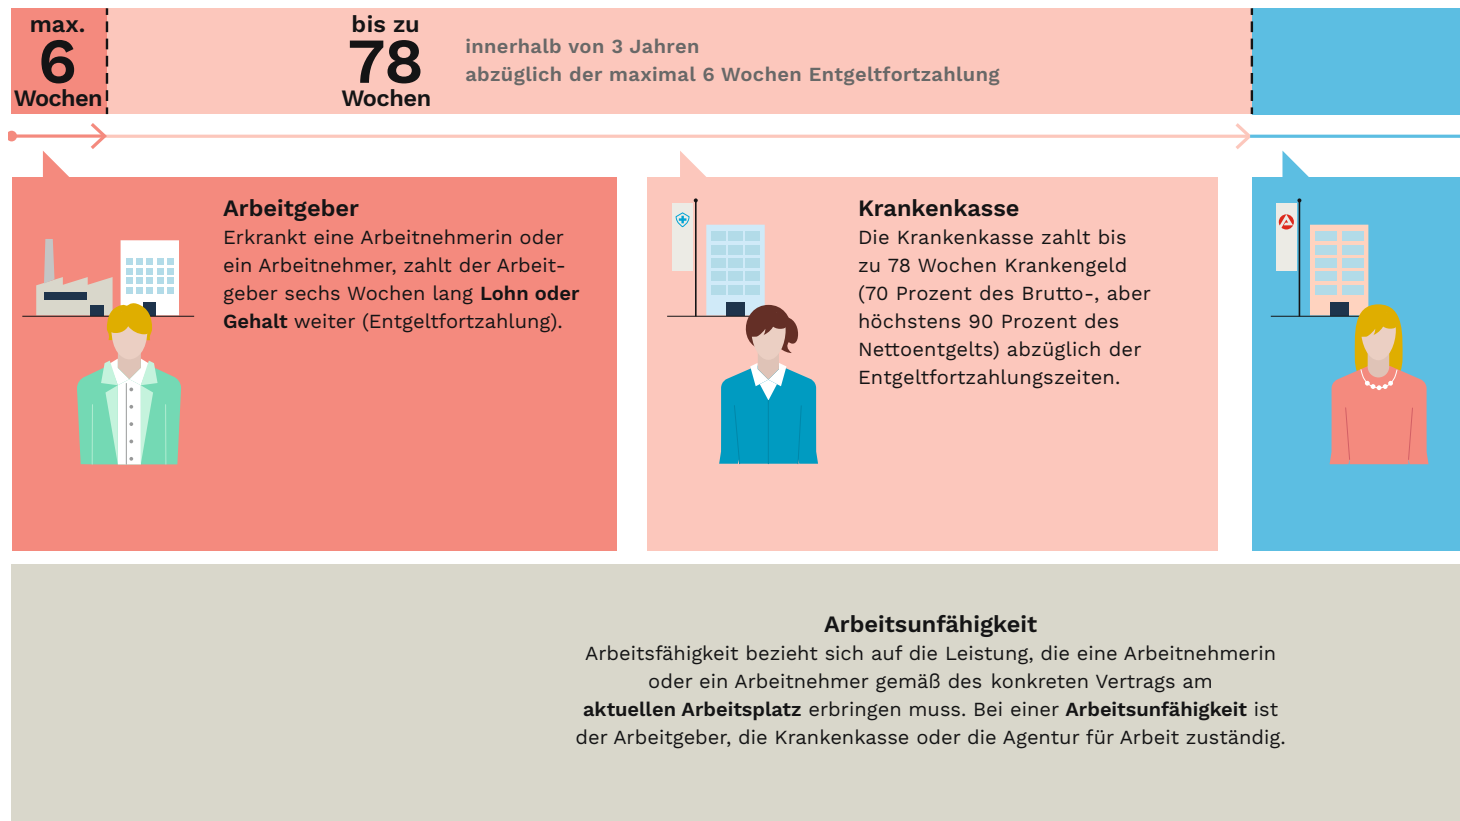 max.
6
Wochen
bis zu
78
Wochen
innerhalb von 3 Jahren
abzüglich der maximal 6 Wochen Entgeltfortzahlung
Arbeitgeber
Erkrankt eine Arbeitnehmerin oder
ein Arbeitnehmer, zahlt der Arbeit-
geber sechs Wochen lang Lohn oder
Gehalt weiter (Entgeltfortzahlung).
Krankenkasse
Die Krankenkasse zahlt bis
zu 78 Wochen Krankengeld
(70 Prozent des Brutto-, aber
höchstens 90 Prozent des
Nettoentgelts) abzüglich der
Entgeltfortzahlungszeiten.
Arbeitsunfähigkeit
Arbeitsfähigkeit bezieht sich auf die Leistung, die eine Arbeitnehmerin
oder ein Arbeitnehmer gemäß des konkreten Vertrags am
aktuellen Arbeitsplatz erbringen muss. Bei einer Arbeitsunfähigkeit ist
der Arbeitgeber, die Krankenkasse oder die Agentur für Arbeit zuständig.